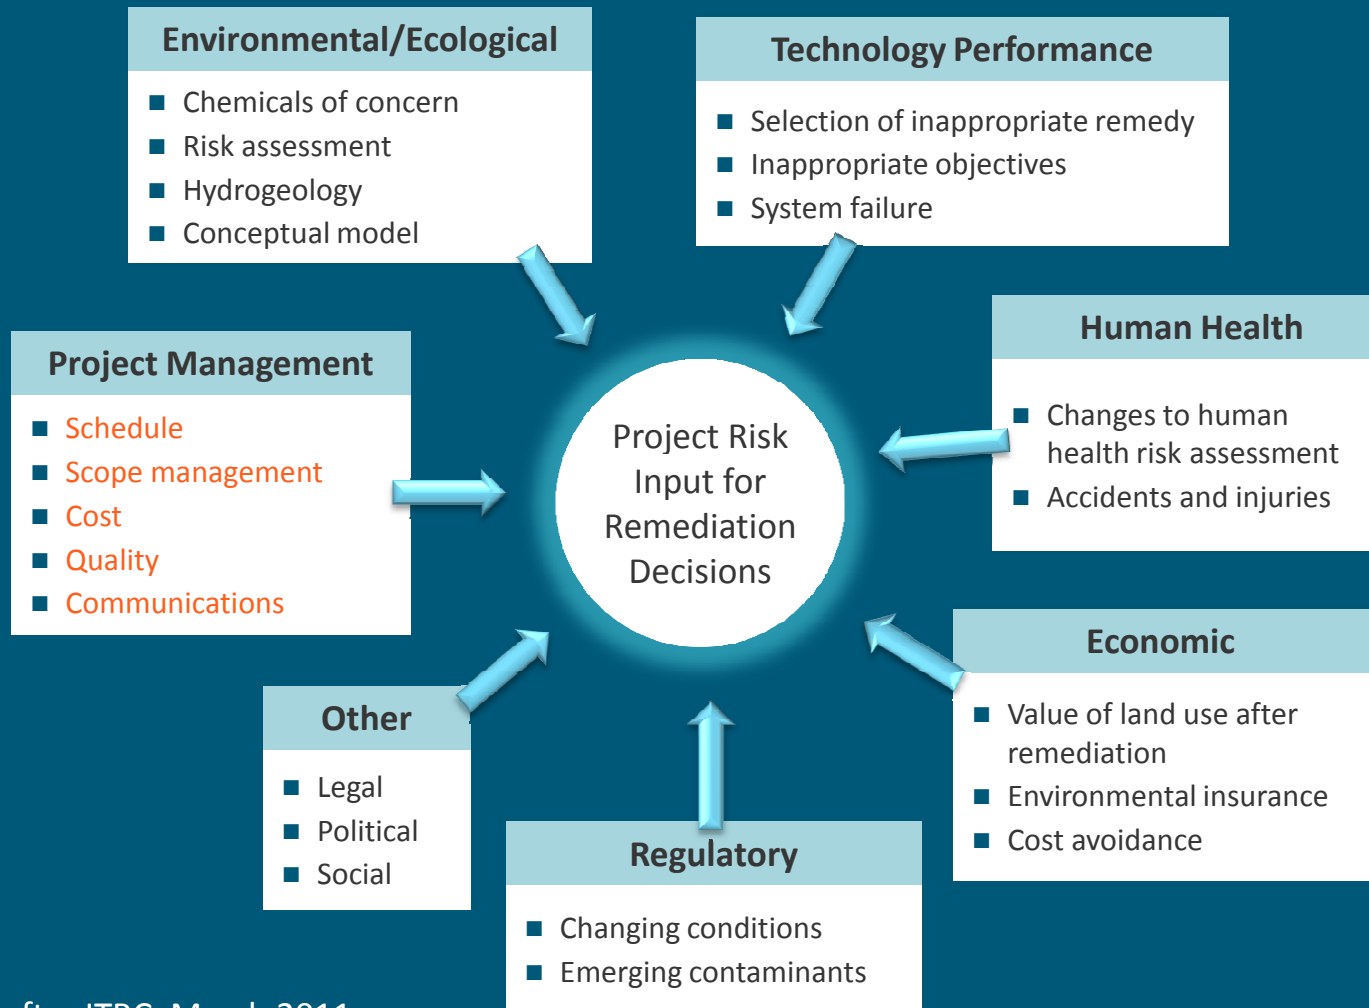 Environmental/Ecological
Chemicals of concern
Risk assessment
Hydrogeology
Conceptual model
Technology Performance
Selection of inappropriate remedy
Inappropriate objectives
System failure
Project Management
Schedule
Scope management
Cost
Quality
Communications
Project Risk
Input for
Remediation
Decisions
Human Health
Changes to human
health risk assessment
Accidents and injuries
Economic
Value of land use after
remediation
Environmental insurance
Cost avoidance
Other
Legal
Political
Social
Regulatory
Changing conditions
Emerging contaminants